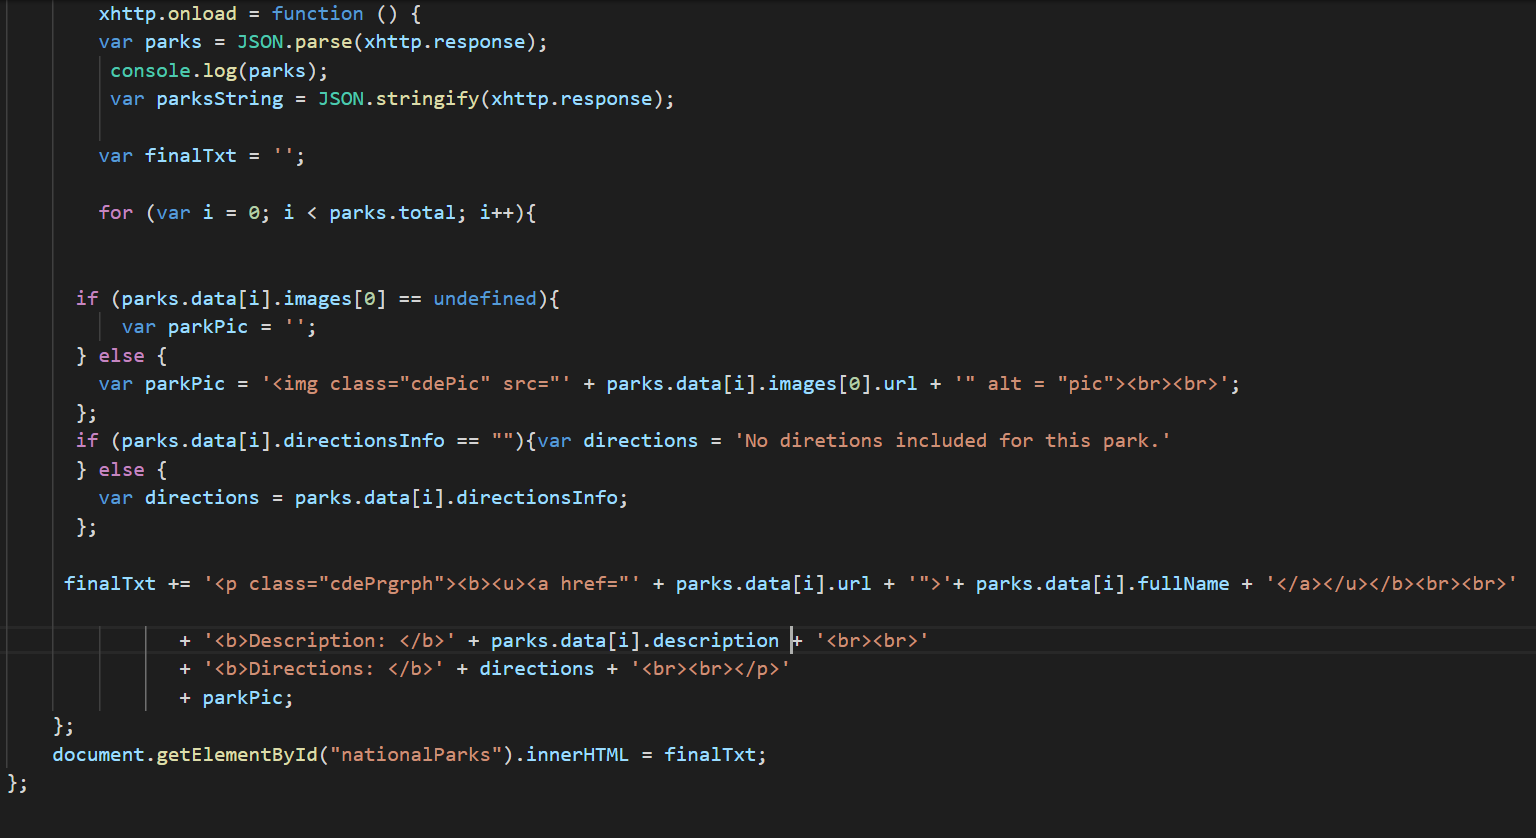 xhttp.onload = function () {
var parks = JSON.parse(xhttp.response);
console.log(parks);
var parksString = JSON.stringify(xhttp.response);
var finalTxt = '';
for (var i = 0; i < parks.total; i++){
if (parks.data[i].images[0] == undefined){
var parkPic = '';
} else {
var parkPic = '<img class="cdePic" src="' + parks.data[i].images[0].url + '" alt = "pic"><br><br>';
};
if (parks.data[i].directionsInfo == ""){var directions = 'No diretions included for this park.'
} else {
var directions = parks.data[i].directionsInfo;
};
finalTxt += '<p class="cdePrgrph"><b><u><a href="' + parks.data[i].url + '">'+ parks.data[i].fullName + '</a></u></b><br><br>'
+ '<b>Description: </b>' + parks.data[i].description + '<br><br>'
+ '<b>Directions: </b>' + directions + '<br><br></p>'
+ parkPic;
};
document.getElementById("nationalParks").innerHTML = finalTxt;
};